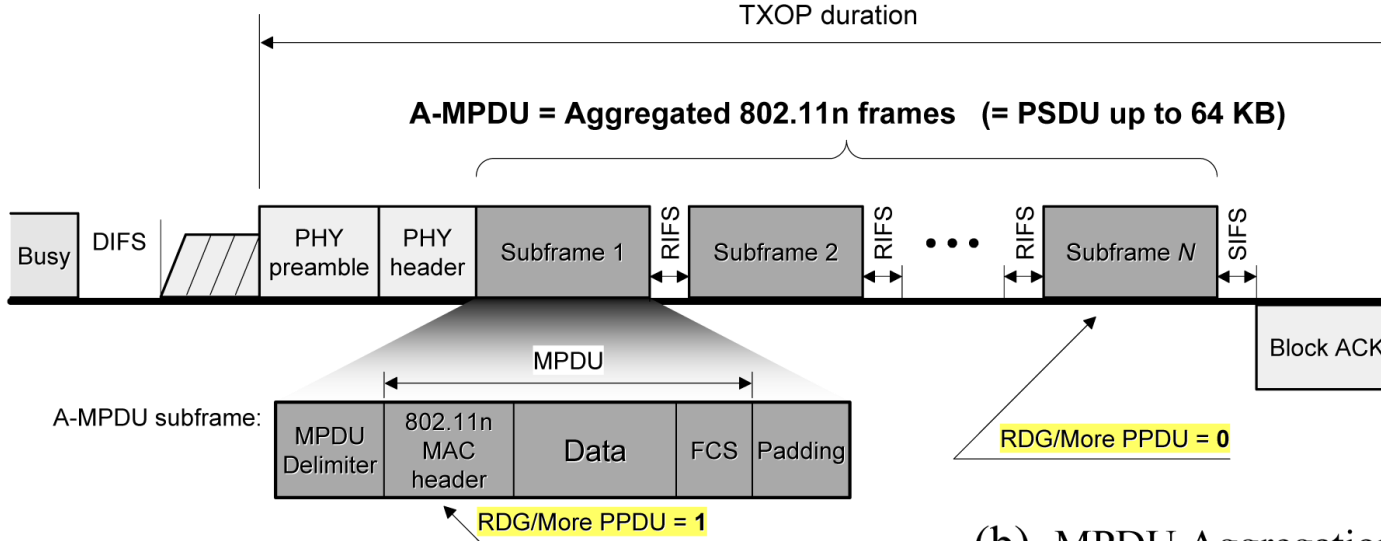 TXOP duration
A-MPDU = Aggregated 802.11n frames (= PSDU up to 64 KB)
Busy
DIFS
PHY
preamble
PHY
header
Subframe 1
RIFS
Subframe 2
RIFS
•••
RIFS
Subframe N
SIFS
Block ACK
MPDU
A-MPDU subframe:
MPDU
Delimiter
802.11n
MAC
header
Data
FCS
Padding
RDG/More PPDU = 0
RDG/More PPDU = 1
(b) MPDU Aggregatio